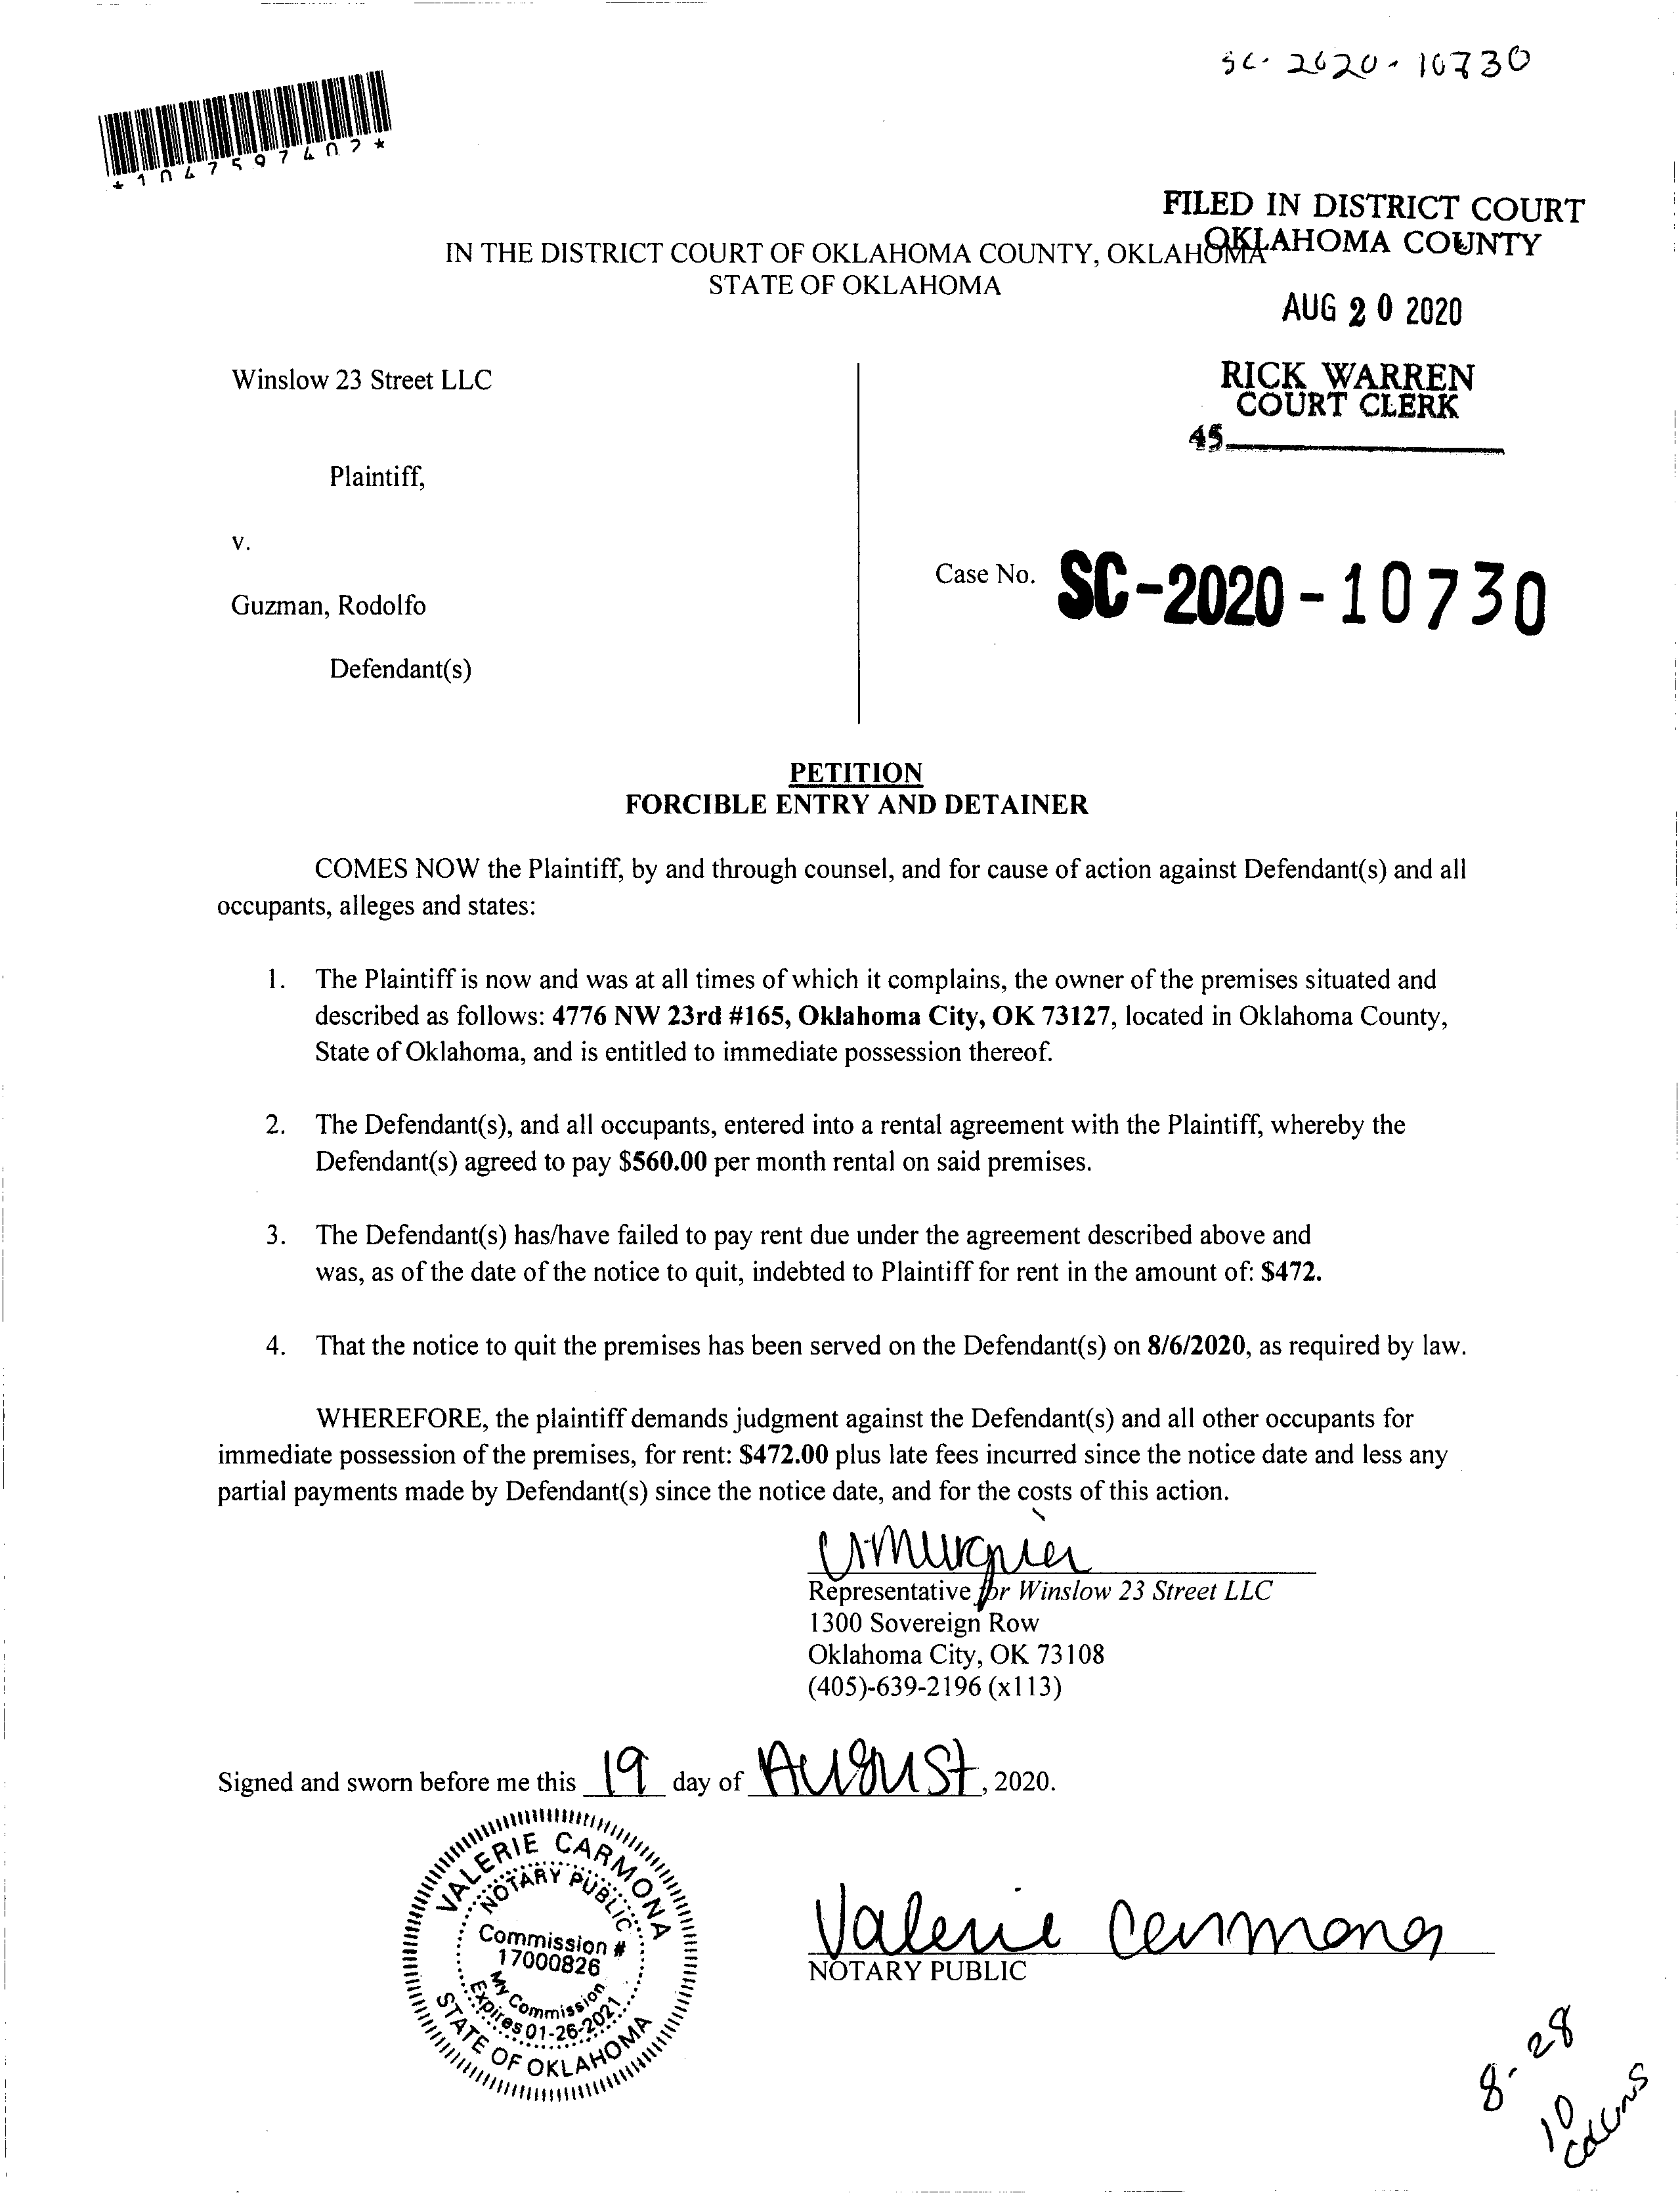 SC-2020-10730
*1047597402*
FILED IN DISTRICT COURT
OKLAHOMA COUNTY
IN THE DISTRICT COURT OF OKLAHOMA COUNTY, OKLAHOMA
STATE OF OKLAHOMA
AUG 20 2020
Winslow 23 Street LLC
RICK WARREN
COURT CLERK
45
Plaintiff,
v.
Case No. SC-2020-10730
Guzman, Rodolfo
Defendant(s)
PETITION
FORCIBLE ENTRY AND DETAINER
COMES NOW the Plaintiff, by and through counsel, and for cause of action against Defendant(s) and all
occupants, alleges and states:
1. The Plaintiff is now and was at all times of which it complains, the owner of the premises situated and
described as follows: 4776 NW 23rd #165, Oklahoma City, OK 73127, located in Oklahoma County,
State of Oklahoma, and is entitled to immediate possession thereof.
2. The Defendant(s), and all occupants, entered into a rental agreement with the Plaintiff, whereby the
Defendant(s) agreed to pay $560.00 per month rental on said premises.
3. The Defendant(s) has/have failed to pay rent due under the agreement described above and
was, as of the date of the notice to quit, indebted to Plaintiff for rent in the amount of: $472.
4. That the notice to quit the premises has been served on the Defendant(s) on 8/6/2020, as required by law.
WHEREFORE, the plaintiff demands judgment against the Defendant(s) and all other occupants for
immediate possession of the premises, for rent: $472.00 plus late fees incurred since the notice date and less any
partial payments made by Defendant(s) since the notice date, and for the costs of this action.
Representative for Winslow 23 Street LLC
1300 Sovereign Row
Oklahoma City, OK 73108
(405)-639-2196 (x113)
Signed and sworn before me this 19 day of August, 2020.
VALERIE CARMONA
NOTARY PUBLIC
Commission #
17000826
My Commission
Expires 01-26-2021
STATE OF OKLAHOMA
Valerie Carmona
NOTARY PUBLIC
8-28
10